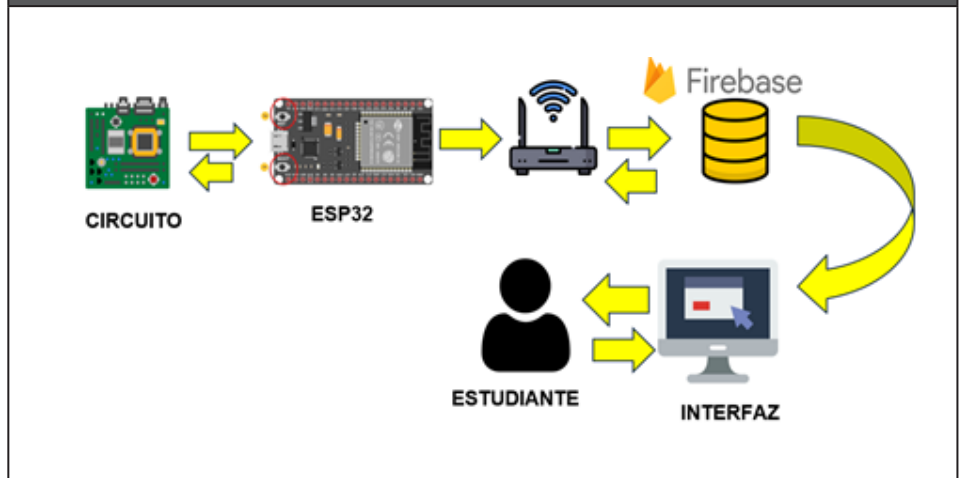 Firebase
CIRCUITO
ESP32
ESTUDIANTE
INTERFAZ